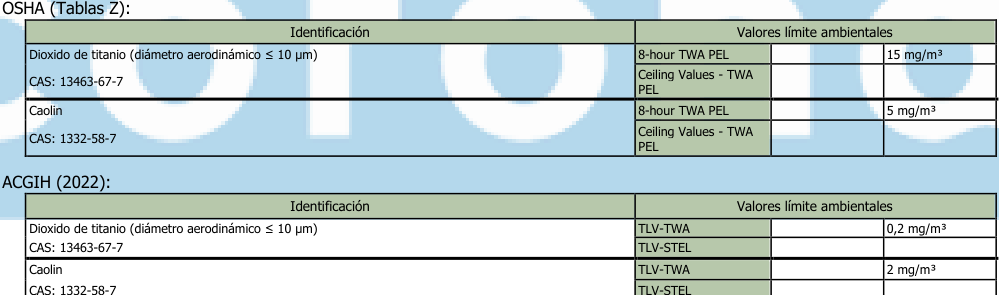 OSHA (Tablas Z):
Identificación Valores límite ambientales
Dioxido de titanio (diámetro aerodinámico ≤ 10 µm) 8-hour TWA PEL 15 mg/m³
CAS: 13463-67-7 Ceiling Values - TWA
PEL
Caolin 8-hour TWA PEL 5 mg/m³
CAS: 1332-58-7 Ceiling Values - TWA
PEL
ACGIH (2022):
Identificación Valores límite ambientales
Dioxido de titanio (diámetro aerodinámico ≤ 10 µm) TLV-TWA 0,2 mg/m³
CAS: 13463-67-7 TLV-STEL
Caolin TLV-TWA 2 mg/m³
CAS: 1332-58-7 TLV-STEL